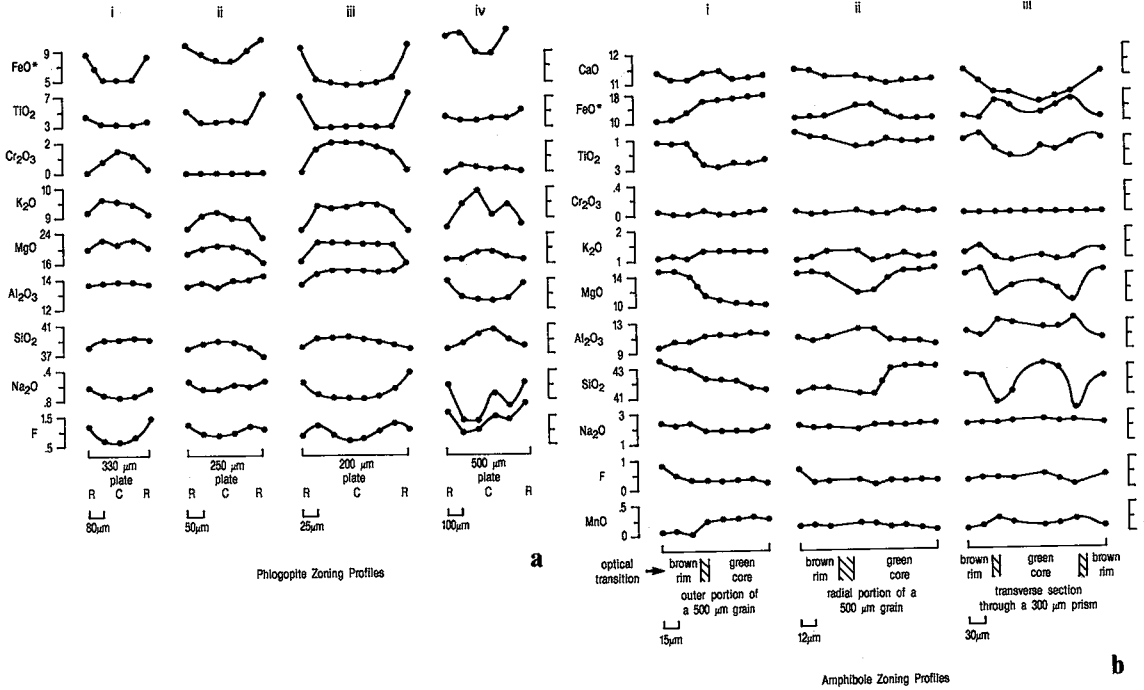 i ii iii iv
FeO* 9 5
TiO₂ 7 3
Cr₂O₃ 2 0
K₂O 10 9
MgO 24 16
Al₂O₃ 14 12
SiO₂ 41 37
Na₂O .4 .8
F 1.5 .5
330 µm plate
250 µm plate
200 µm plate
500 µm plate
R C R R C R R C R R C R
80µm
50µm
25µm
100µm
a
Phlogopite Zoning Profiles
i ii iii
CaO 12 11
FeO* 18 10
TiO₂ 1 3
Cr₂O₃ .4 0
K₂O 2 1
MgO 14 10
Al₂O₃ 13 9
SiO₂ 43 41
Na₂O 3 1
F 1 0
MnO .5 0
optical transition
brown rim
green core
brown rim
green core
brown rim
green core
brown rim
outer portion of
a 500 µm grain
radial portion of a
500 µm grain
transverse section
through a 300 µm prism
15µm
12µm
30µm
b
Amphibole Zoning Profiles